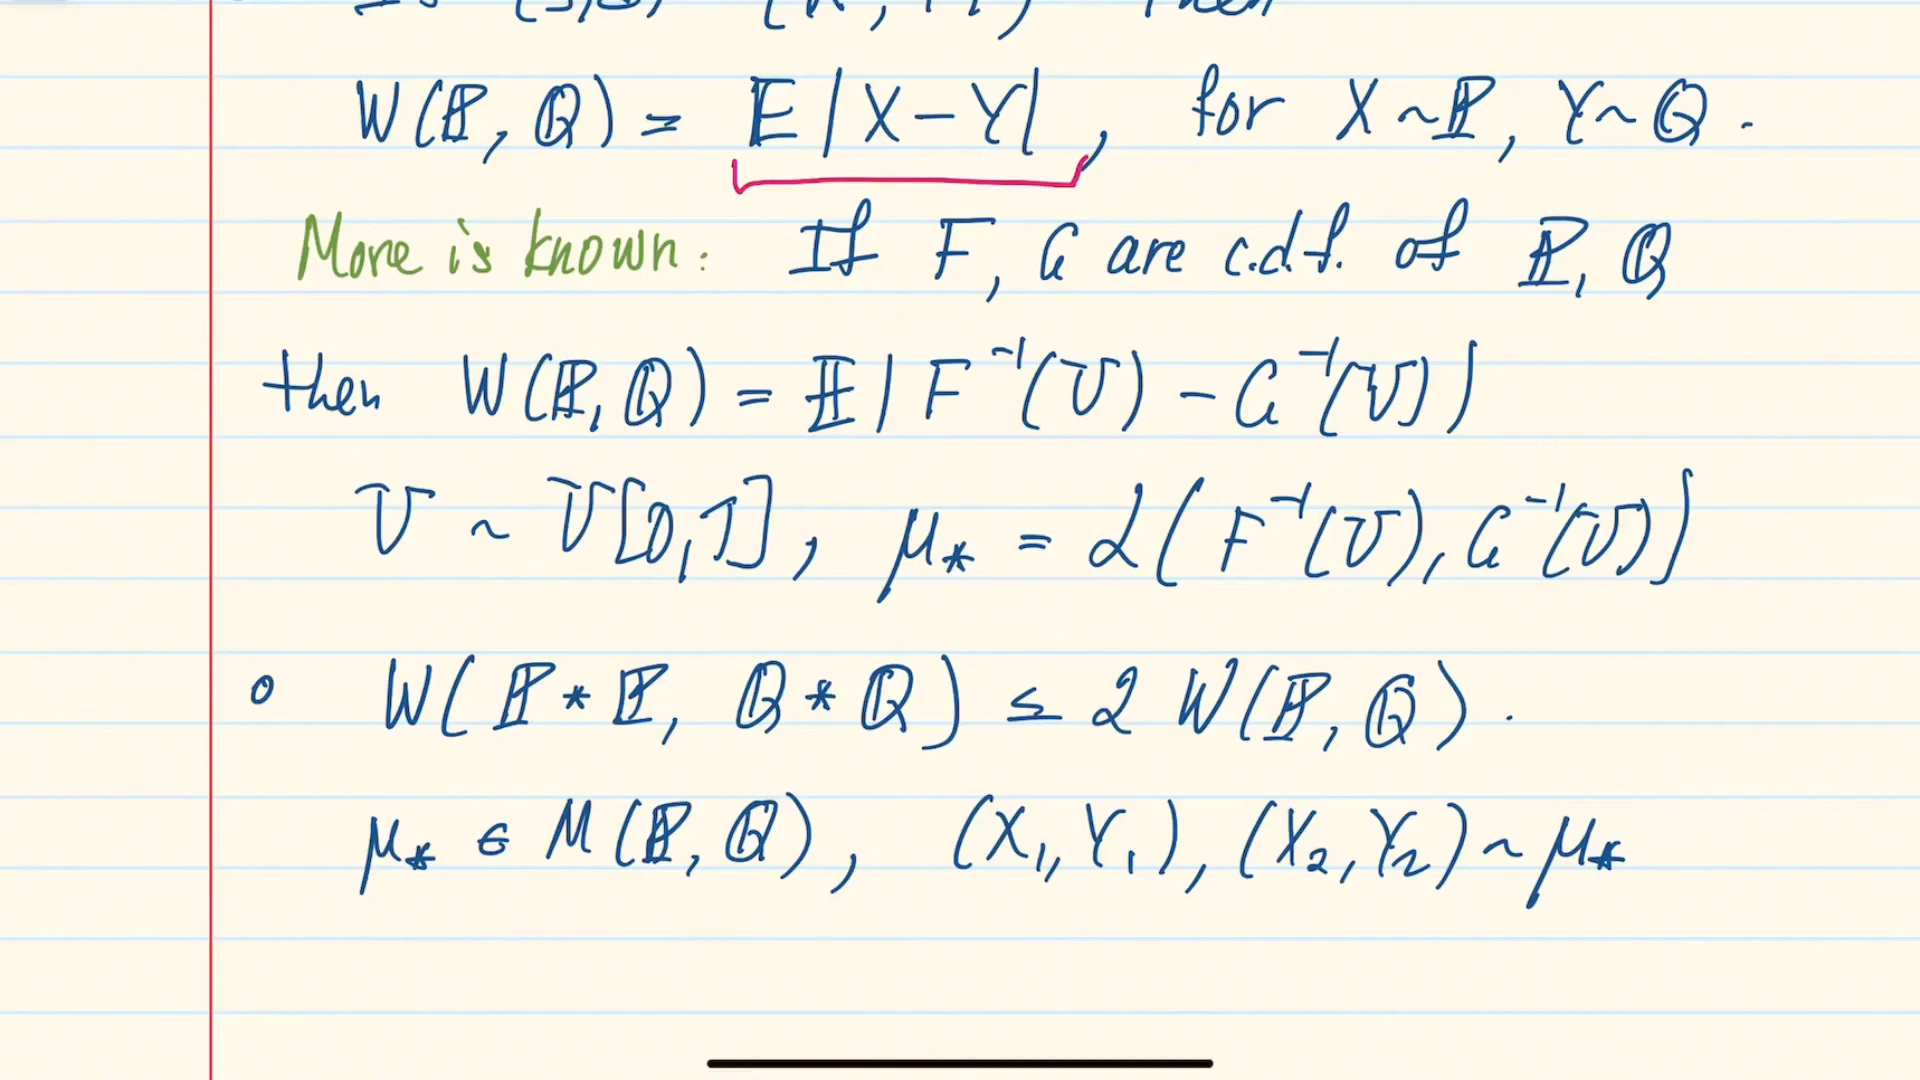 then
W(ℙ, ℚ) = E|X−Y|, for X~ℙ, Y~ℚ.
More is known: If F, G are c.d.f. of ℙ, ℚ
then W(ℙ, ℚ) = 𝔼|F⁻¹(U) − G⁻¹(U)|
U ~ U[0,1], μ⁎ = ℒ(F⁻¹(U), G⁻¹(U))
∘ W(ℙ*ℙ, ℚ*ℚ) ≤ 2 W(ℙ, ℚ).
μ⁎ ∈ M(ℙ, ℚ), (X₁, Y₁), (X₂, Y₂) ~ μ⁎